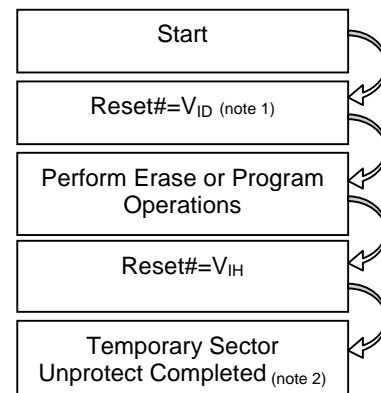 Start
Reset#=VID (note 1)
Perform Erase or Program
Operations
Reset#=VIH
Temporary Sector
Unprotect Completed (note 2)